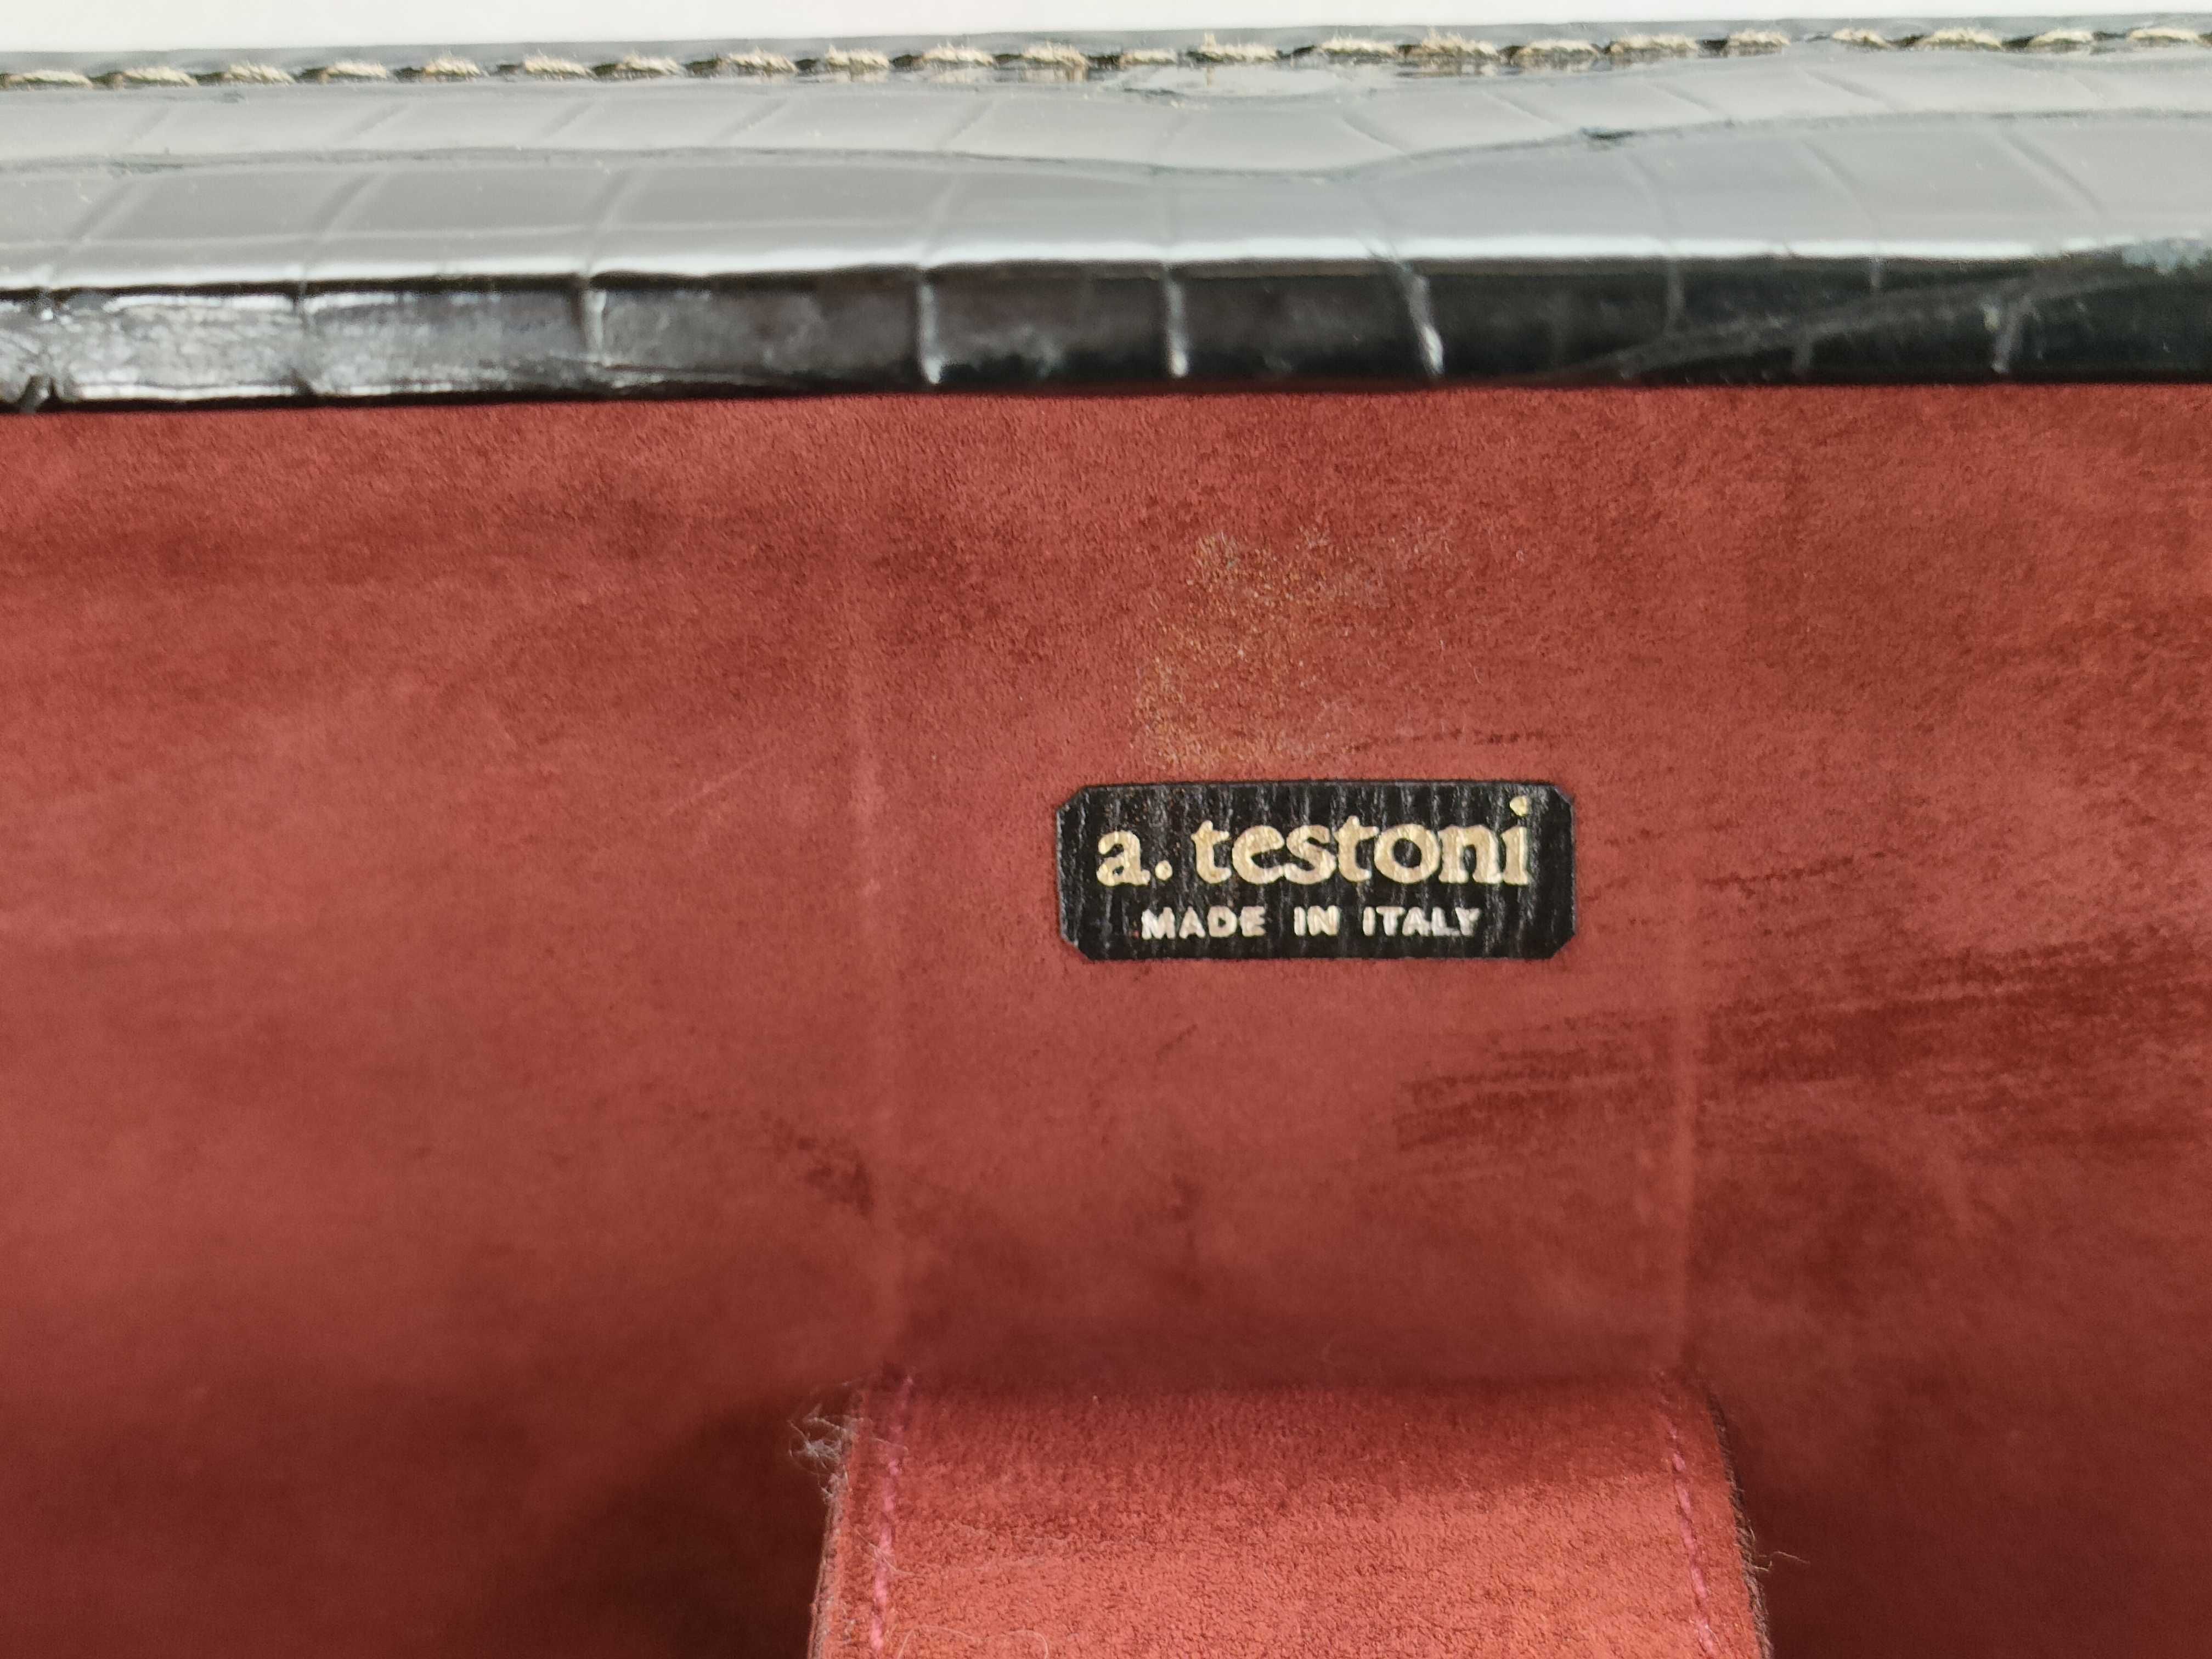 a. testoni
MADE IN ITALY